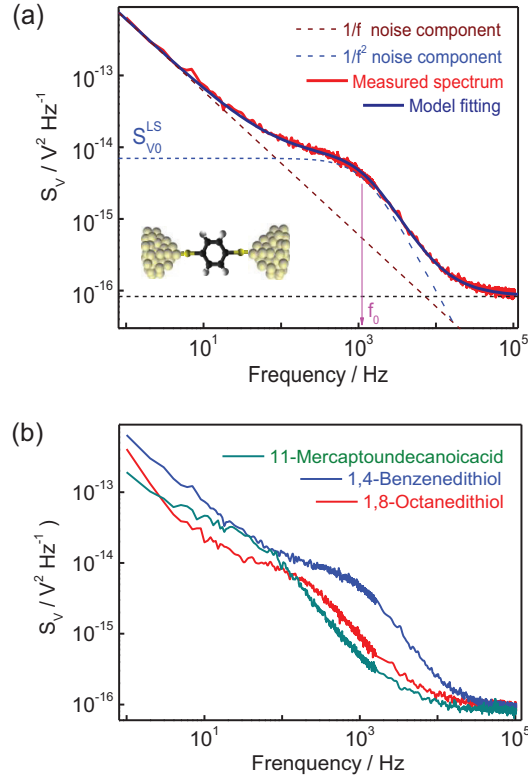 (a)
1/f noise component
1/f² noise component
Measured spectrum
Model fitting
10⁻¹³
S_V0^LS
10⁻¹⁴
S_V / V² Hz⁻¹
10⁻¹⁵
10⁻¹⁶
f₀
10¹ 10³ 10⁵
Frequency / Hz
(b)
11-Mercaptoundecanoicacid
1,4-Benzenedithiol
1,8-Octanedithiol
10⁻¹³
10⁻¹⁴
S_V / V² Hz⁻¹ )
10⁻¹⁵
10⁻¹⁶
10¹ 10³ 10⁵
Frenquency / Hz